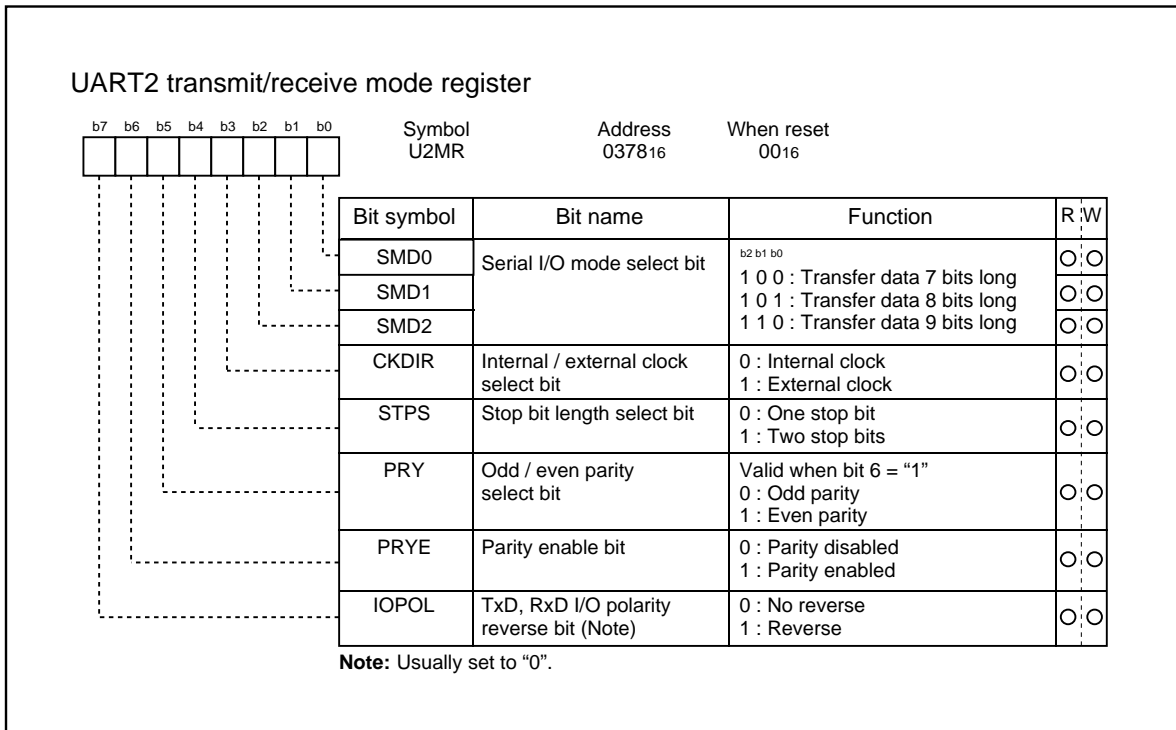 UART2 transmit/receive mode register
b7 b6 b5 b4 b3 b2 b1 b0
Symbol Address When reset
U2MR 037816 0016
Bit symbol Bit name Function R W
SMD0 Serial I/O mode select bit b2 b1 b0
1 0 0 : Transfer data 7 bits long
SMD1 1 0 1 : Transfer data 8 bits long
SMD2 1 1 0 : Transfer data 9 bits long
CKDIR Internal / external clock 0 : Internal clock
select bit 1 : External clock
STPS Stop bit length select bit 0 : One stop bit
1 : Two stop bits
PRY Odd / even parity Valid when bit 6 = “1”
select bit 0 : Odd parity
1 : Even parity
PRYE Parity enable bit 0 : Parity disabled
1 : Parity enabled
IOPOL TxD, RxD I/O polarity 0 : No reverse
reverse bit (Note) 1 : Reverse
Note: Usually set to “0”.